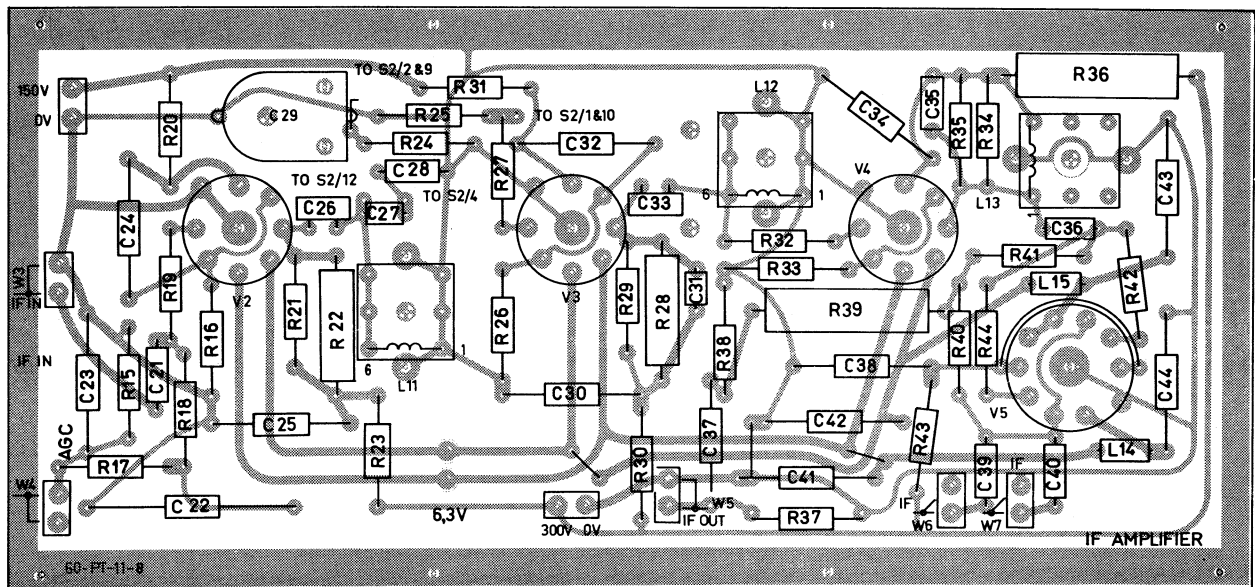 TO S2/2 & 9
150V
0V
R20
C29
R31
R25
R24
R27
TO S2/1&10
C32
L12
C34
C35
R35
R34
R36
V4
C28
TO S2/12
TO S2/4
C24
C26
C27
6
1
C33
L13
1
C43
W3
IF IN
R19
V2
R16
R21
R22
V3
R26
R29
R28
C31
R32
R33
R39
R38
C36
R41
L15
R42
R40
R44
IF IN
C23
R15
C21
R18
6
1
L11
C30
C38
C44
AGC
C25
R23
C42
R43
V5
L14
R17
R30
C37
C41
C39
IF
C40
W4
C22
6,3V
300V 0V
IF OUT
W5
R37
IF
W6
W7
IF AMPLIFIER
60-PT-11-8